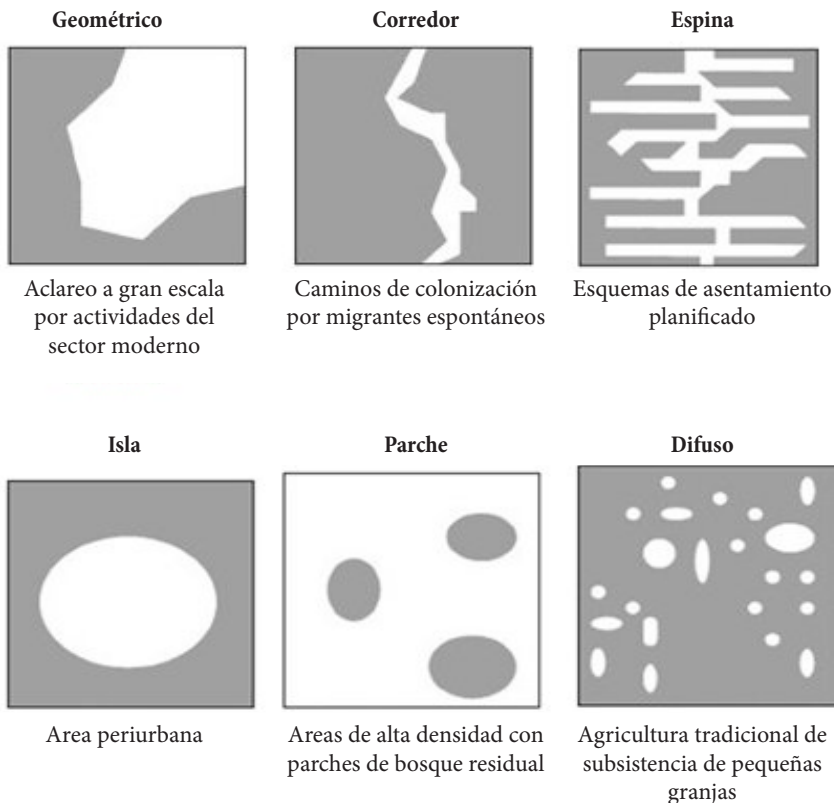 Geométrico
Corredor
Espina
Aclareo a gran escala
por actividades del
sector moderno
Caminos de colonización
por migrantes espontáneos
Esquemas de asentamiento
planificado
Isla
Parche
Difuso
Area periurbana
Areas de alta densidad con
parches de bosque residual
Agricultura tradicional de
subsistencia de pequeñas
granjas